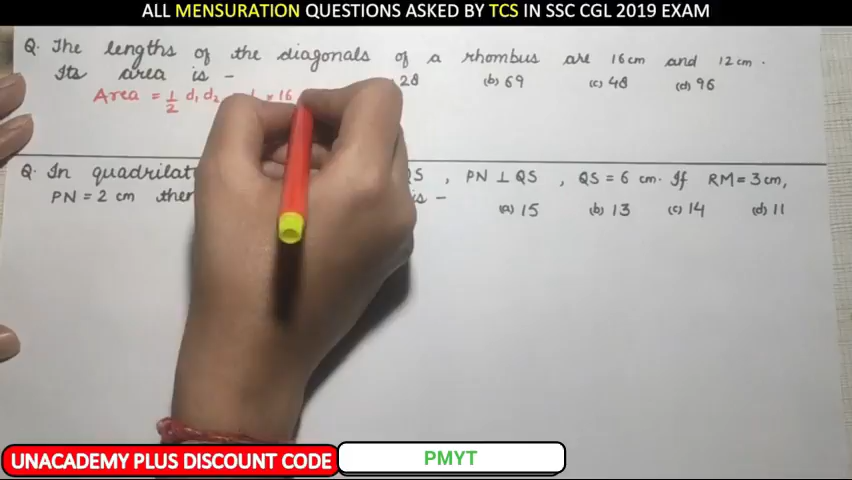 ALL MENSURATION QUESTIONS ASKED BY TCS IN SSC CGL 2019 EXAM
Q. The lengths of the diagonals of a rhombus are 16 cm and 12 cm.
Its area is - 28 (b) 69 (c) 48 (d) 96
Area = 1/2 d1 d2 = 1 × 16
Q. In quadrilat QS , PN ⊥ QS , QS = 6 cm. If RM = 3 cm,
PN = 2 cm then is - (a) 15 (b) 13 (c) 14 (d) 11
UNACADEMY PLUS DISCOUNT CODE PMYT